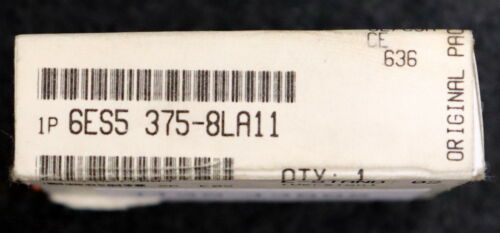 CE
636
1P 6ES5 375-8LA11
QTY: 1
ORIGINAL PAC